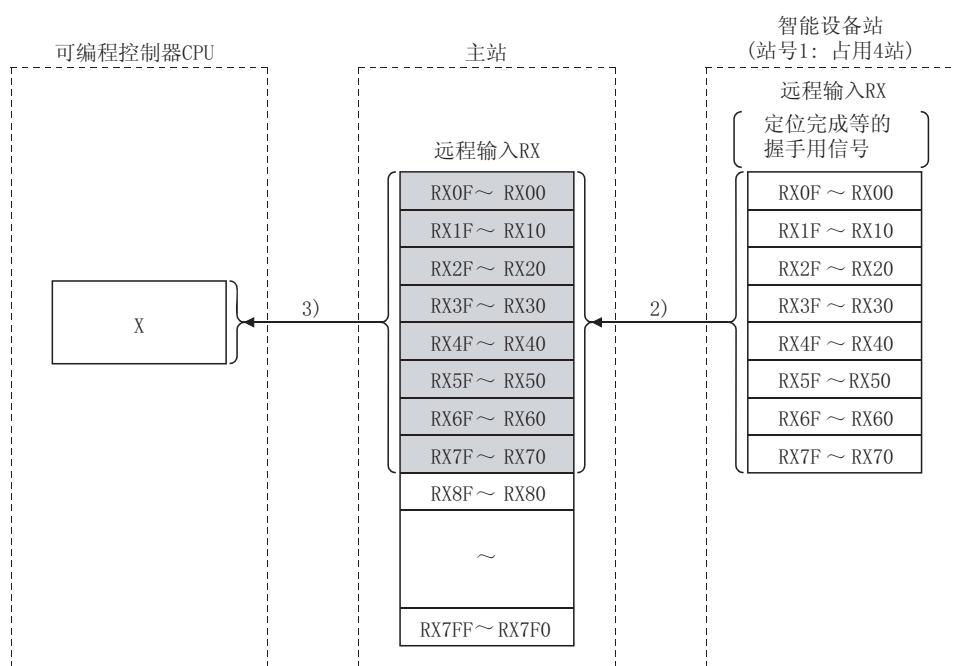 可编程控制器CPU
X
3)
主站
远程输入RX
RX0F～ RX00
RX1F～ RX10
RX2F～ RX20
RX3F～ RX30
RX4F～ RX40
RX5F～ RX50
RX6F～ RX60
RX7F～ RX70
RX8F～ RX80
～
RX7FF～ RX7F0
2)
智能设备站
(站号1: 占用4站)
远程输入RX
定位完成等的
握手用信号
RX0F ～ RX00
RX1F ～ RX10
RX2F ～ RX20
RX3F ～ RX30
RX4F ～ RX40
RX5F ～RX50
RX6F ～ RX60
RX7F ～ RX70